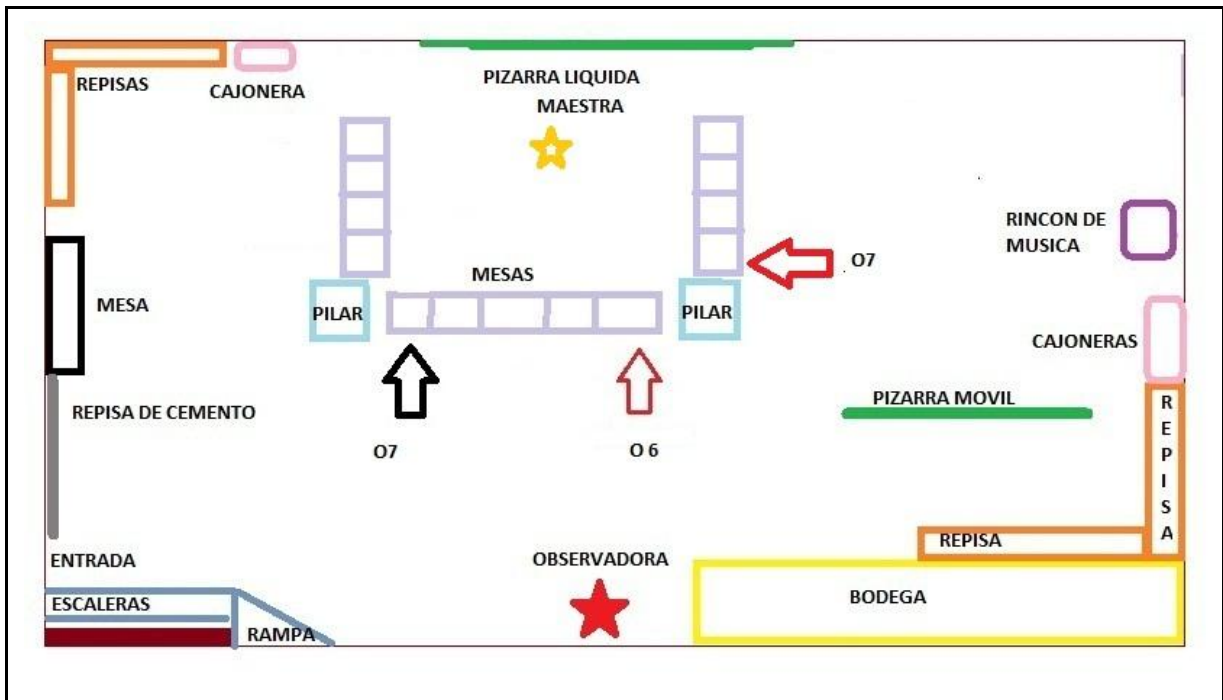 REPISAS
CAJONERA
PIZARRA LIQUIDA
MAESTRA
RINCON DE
MUSICA
O7
MESAS
MESA
PILAR
PILAR
CAJONERAS
REPISA DE CEMENTO
PIZARRA MOVIL
O7
O 6
REPISA
REPISA
ENTRADA
OBSERVADORA
ESCALERAS
BODEGA
RAMPA